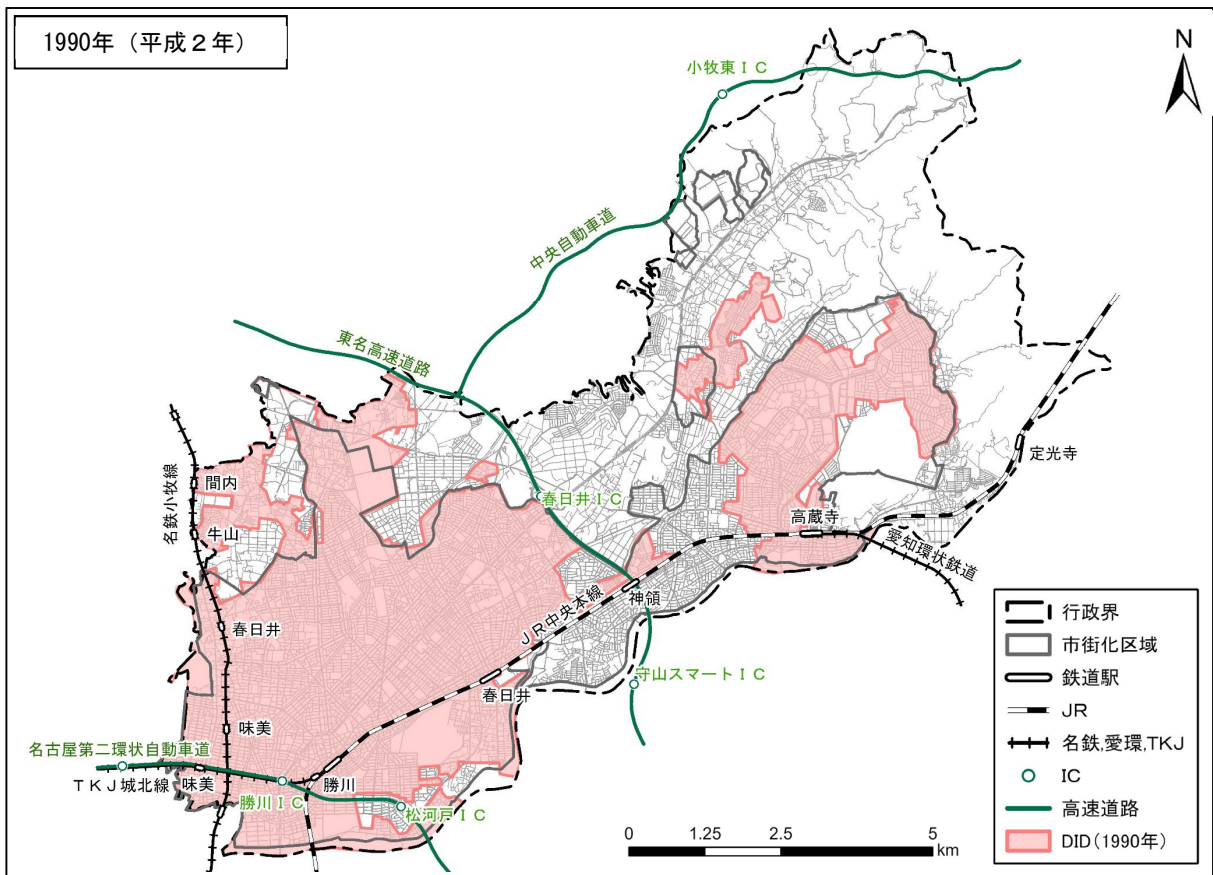 1990年（平成２年）
N
小牧東ＩＣ
中央自動車道
東名高速道路
名鉄小牧線
間内
牛山
春日井ＩＣ
定光寺
高蔵寺
愛知環状鉄道
ＪＲ中央本線
神領
春日井
春日井
守山スマートＩＣ
味美
名古屋第二環状自動車道
ＴＫＪ城北線
味美
勝川
勝川ＩＣ
松河戸ＩＣ
0 1.25 2.5 5
km
行政界
市街化区域
鉄道駅
JR
名鉄,愛環,TKJ
IC
高速道路
DID(1990年)